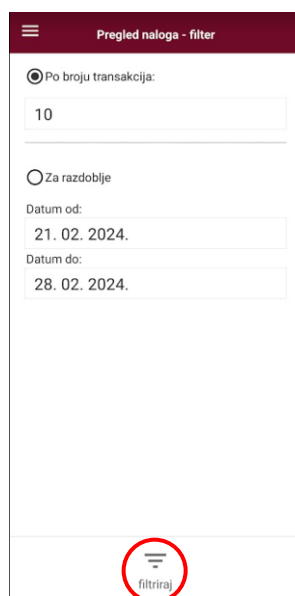 Pregled naloga - filter
Po broju transakcija:
10
Za razdoblje
Datum od:
21. 02. 2024.
Datum do:
28. 02. 2024.
filtriraj